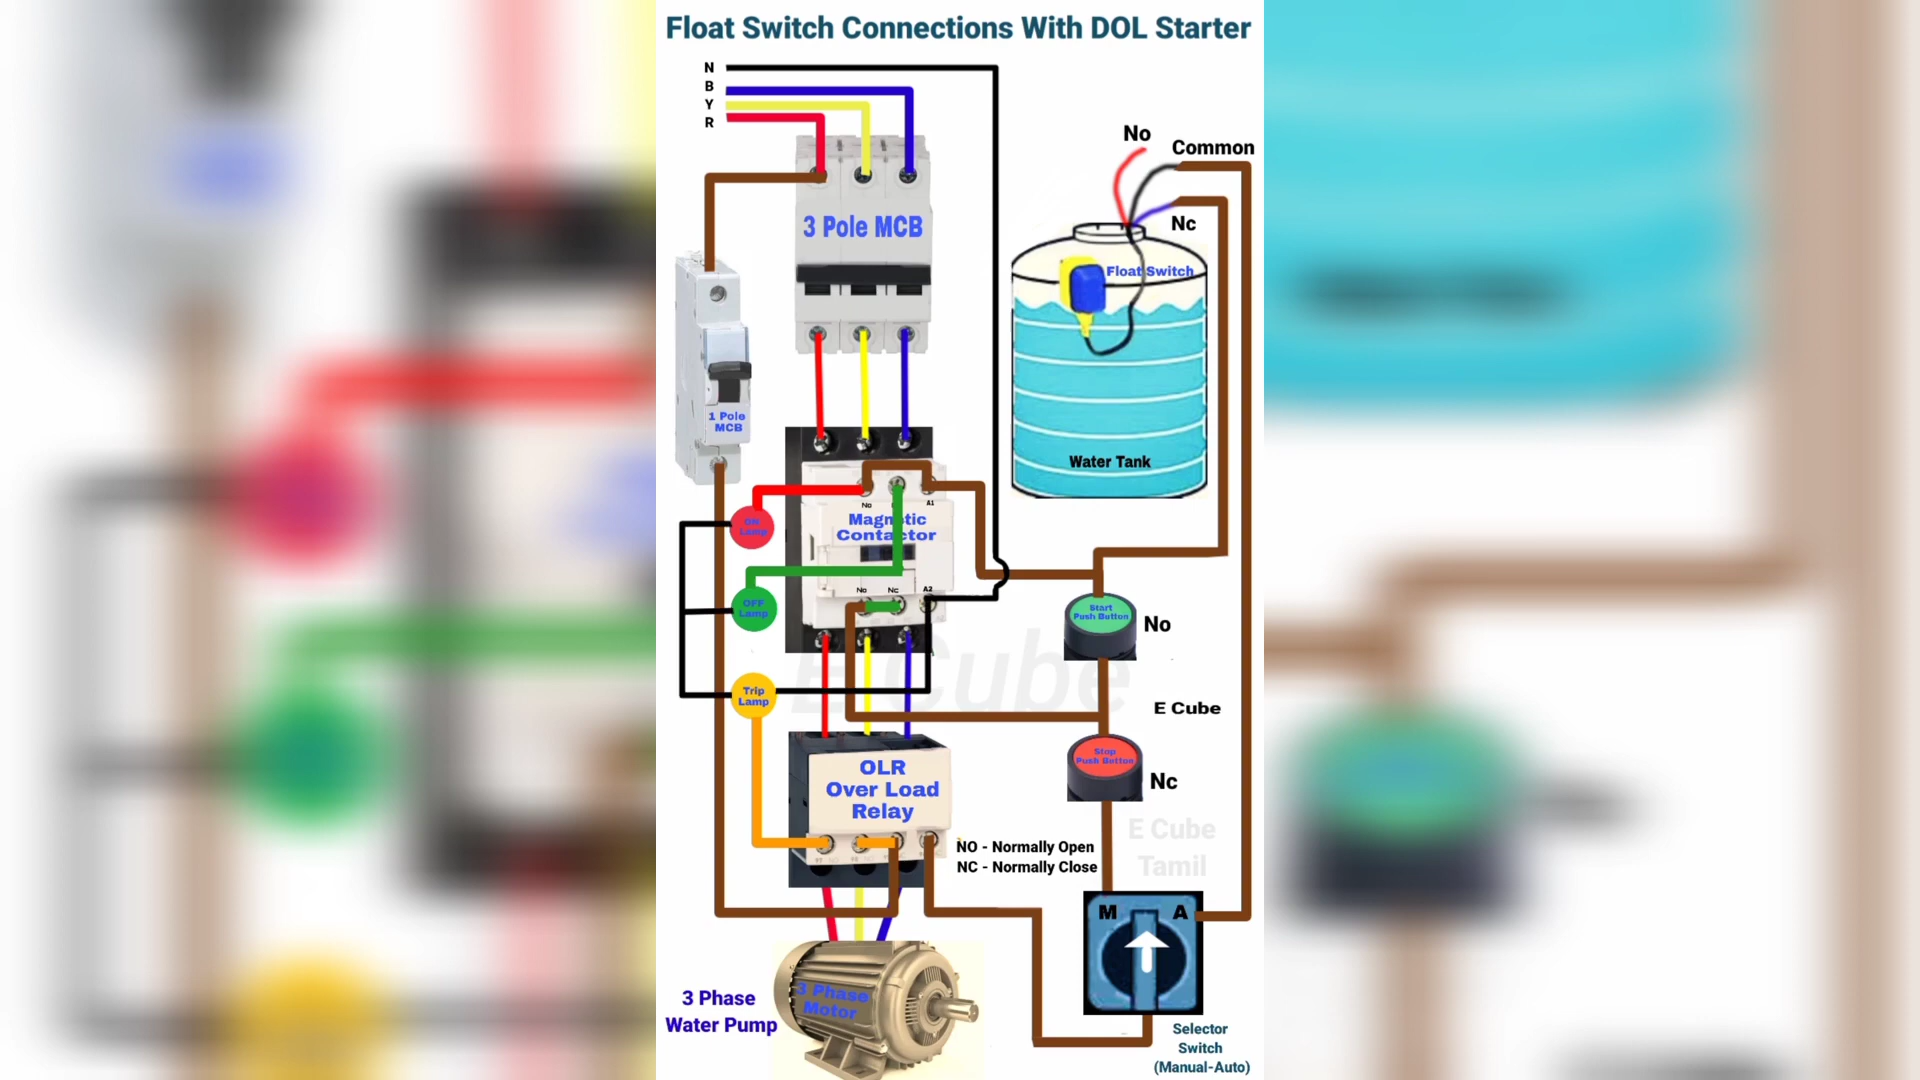 Float Switch Connections With DOL Starter
N
B
Y
R
No
Common
Nc
3 Pole MCB
Float Switch
1 Pole
MCB
Water Tank
No
A1
ON
Lamp
Magnetic
Contactor
OFF
Lamp
No
Nc
A2
Start
Push Button
No
Trip
Lamp
E Cube
E Cube
Stop
Push Button
Nc
OLR
Over Load
Relay
E Cube
Tamil
NO - Normally Open
NC - Normally Close
M
A
3 Phase
Motor
3 Phase
Water Pump
Selector
Switch
(Manual-Auto)